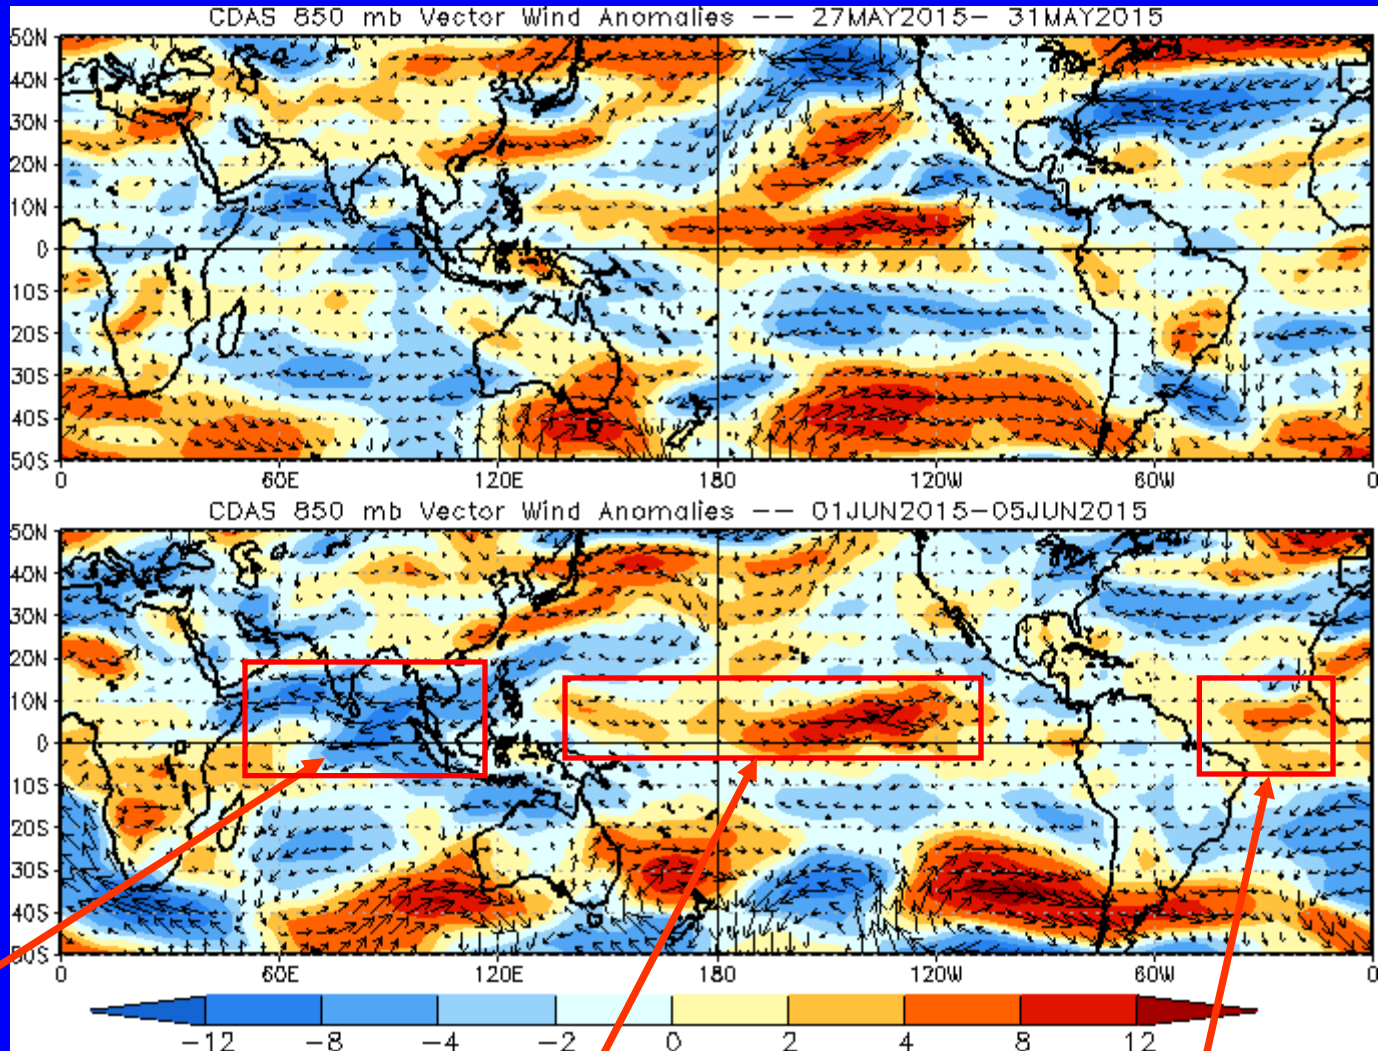 CDAS 850 mb Vector Wind Anomalies -- 27MAY2015- 31MAY2015
50N
40N
30N
20N
10N
0
10S
20S
30S
40S
50S
0 60E 120E 180 120W 60W 0
CDAS 850 mb Vector Wind Anomalies -- 01JUN2015-05JUN2015
50N
40N
30N
20N
10N
0
10S
20S
30S
40S
50S
0 60E 120E 180 120W 60W 0
-12 -8 -4 -2 0 2 4 8 12